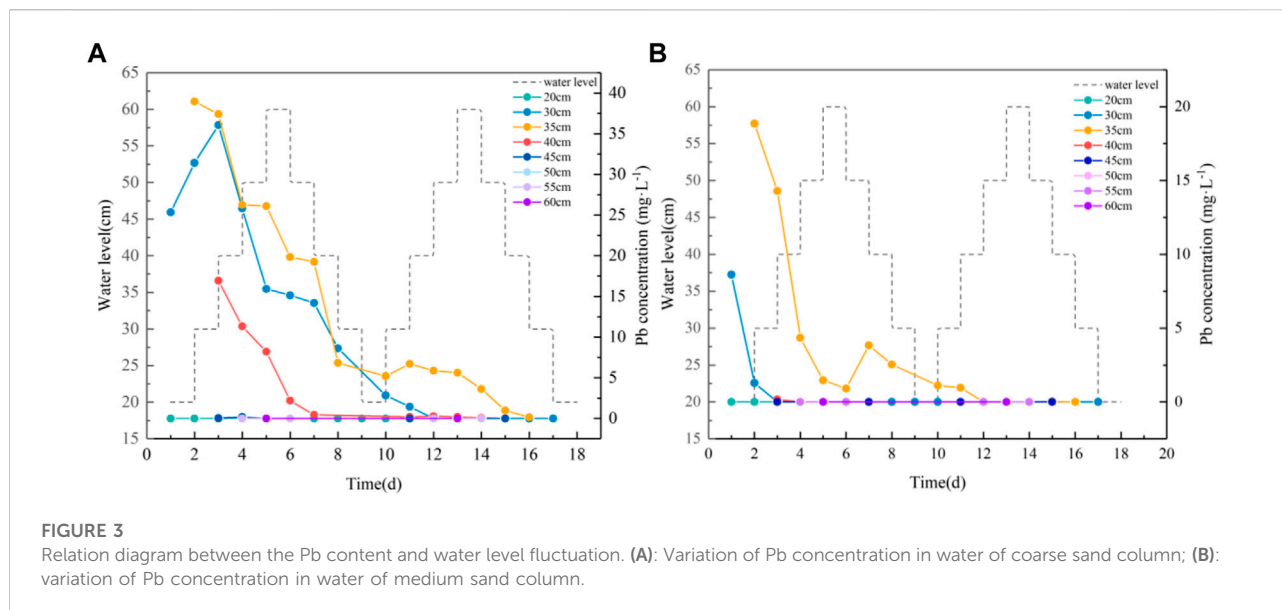 A
65
60
55
50
45
40
35
30
25
20
15
Water level(cm)
0 2 4 6 8 10 12 14 16 18
Time(d)
40
35
30
25
20
15
10
5
0
Pb concentration (mg·L⁻¹)
water level
20cm
30cm
35cm
40cm
45cm
50cm
55cm
60cm
B
65
60
55
50
45
40
35
30
25
20
15
Water level(cm)
0 2 4 6 8 10 12 14 16 18 20
Time(d)
20
15
10
5
0
Pb concentration (mg·L⁻¹)
water level
20cm
30cm
35cm
40cm
45cm
50cm
55cm
60cm
FIGURE 3
Relation diagram between the Pb content and water level fluctuation. (A): Variation of Pb concentration in water of coarse sand column; (B):
variation of Pb concentration in water of medium sand column.